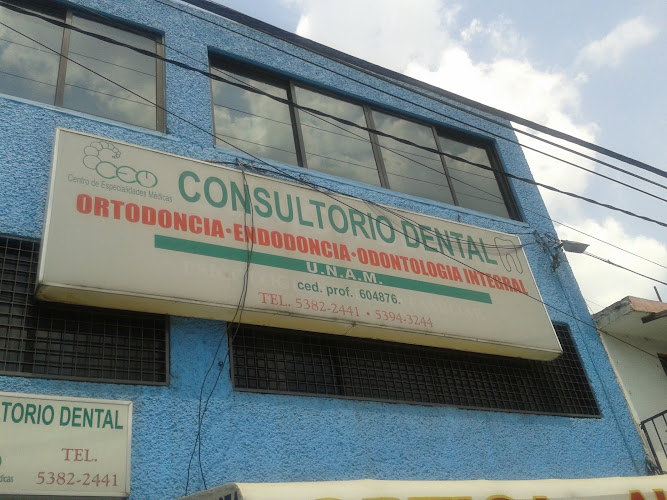 CEM
Centro de Especialidades Médicas
CONSULTORIO DENTAL
ORTODONCIA·ENDODONCIA·ODONTOLOGIA INTEGRAL
U.N.A.M.
ced. prof. 604876.
TEL. 5382-2441 · 5394-3244
TORIO DENTAL
TEL.
5382-2441